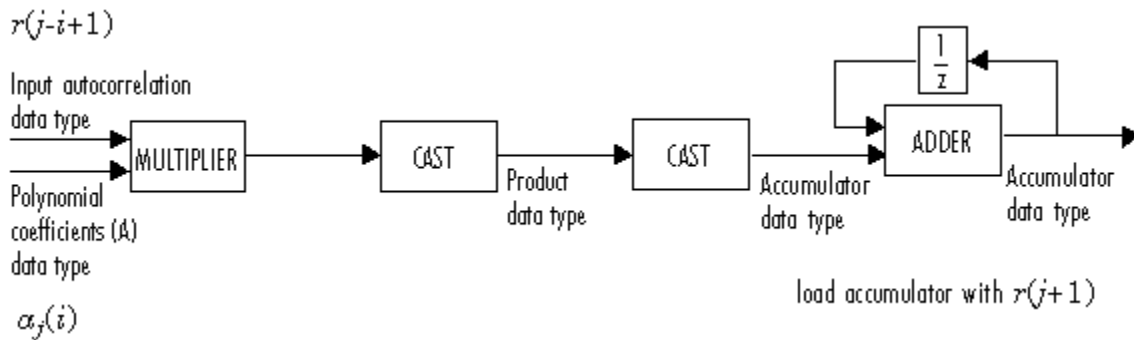 r(j-i+1)
Input autocorrelation
data type
MULTIPLIER
Polynomial
coefficients (A)
data type
αj(i)
CAST
Product
data type
CAST
Accumulator
data type
1
z
ADDER
Accumulator
data type
load accumulator with r(j+1)